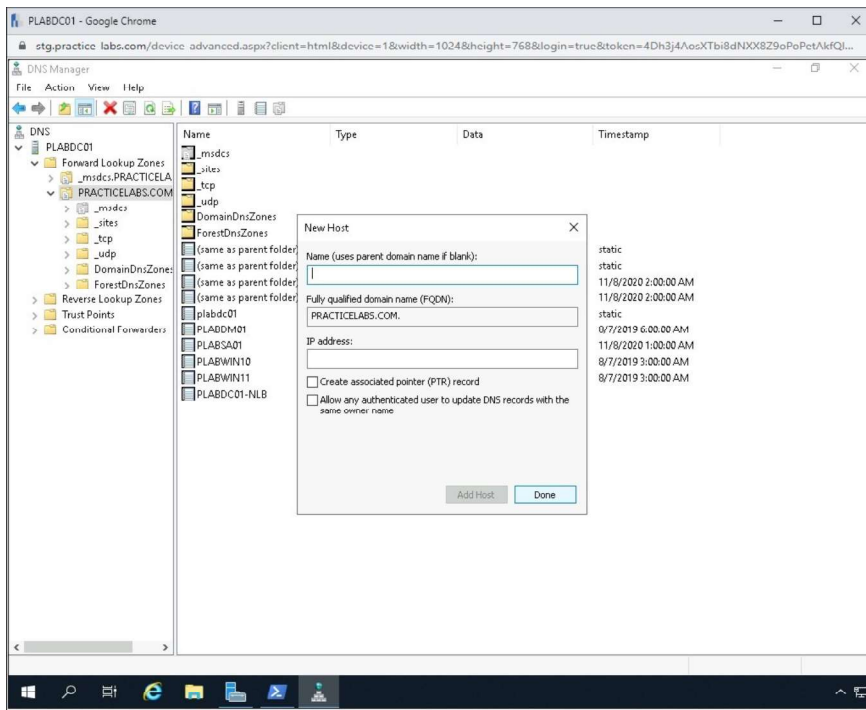 PLABDC01 - Google Chrome
stg.practice-labs.com/device-advanced.aspx?client=html&device=1&width=1024&height=768&login=true&token=4Dh3j4AosXTbi8dNXX8Z9oPoPetAkfQI...
DNS Manager
File Action View Help
DNS
PLABDC01
Forward Lookup Zones
_msdcs.PRACTICELA
PRACTICELABS.COM
_msdcs
_sites
_tcp
_udp
DomainDnsZone:
ForestDnsZones
Reverse Lookup Zones
Trust Points
Conditional Forwarders
Name Type Data Timestamp
_msdcs
_sites
_tcp
_udp
DomainDnsZones
ForestDnsZones
(same as parent folder) static
(same as parent folder) static
(same as parent folder) 11/8/2020 2:00:00 AM
(same as parent folder) 11/8/2020 2:00:00 AM
plabdc01 static
PLABDM01 8/7/2019 6:00:00 AM
PLABSA01 11/8/2020 1:00:00 AM
PLABWIN10 8/7/2019 3:00:00 AM
PLABWIN11 8/7/2019 3:00:00 AM
PLABDC01-NLB
New Host
Name (uses parent domain name if blank):
Fully qualified domain name (FQDN):
PRACTICELABS.COM.
IP address:
Create associated pointer (PTR) record
Allow any authenticated user to update DNS records with the
same owner name
Add Host Done